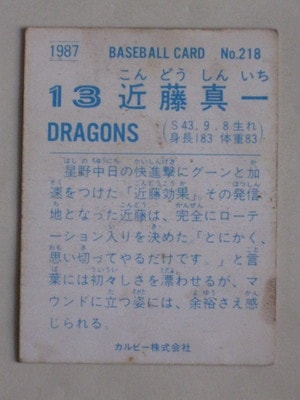 1987 BASEBALL CARD No.218
こん どう しん いち
13 近藤真一
DRAGONS
(S43.9.8生れ
身長183 体重83)
星野中日の快進撃にグーンと加
速をつけた「近藤効果」その発信
地となった近藤は、完全にローテ
ーション入りを決めた「とにかく、
思い切ってやるだけです。」と言
葉には初々しさを漂わせるが、マ
ウンドに立つ姿には、余裕さえ感
じられる。
カルビー株式会社